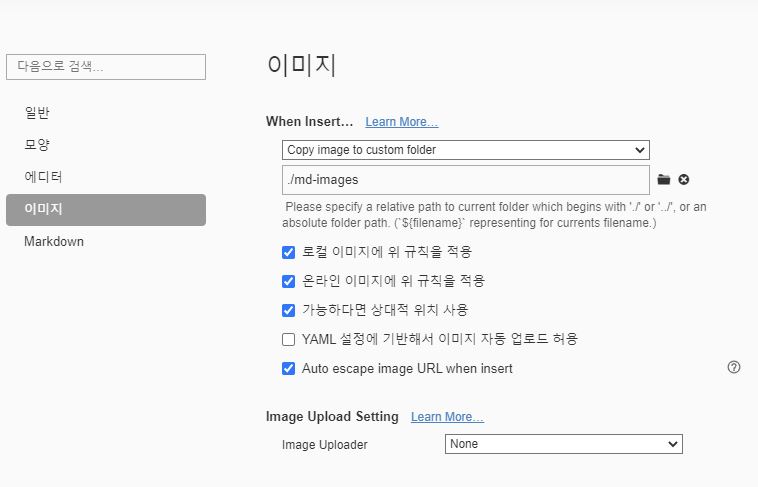 다음으로 검색...
일반
모양
에디터
이미지
Markdown
이미지
When Insert... Learn More...
Copy image to custom folder
./md-images
Please specify a relative path to current folder which begins with './' or '../', or an
absolute folder path. (`${filename}` representing for currents filename.)
로컬 이미지에 위 규칙을 적용
온라인 이미지에 위 규칙을 적용
가능하다면 상대적 위치 사용
YAML 설정에 기반해서 이미지 자동 업로드 허용
Auto escape image URL when insert
Image Upload Setting Learn More...
Image Uploader None